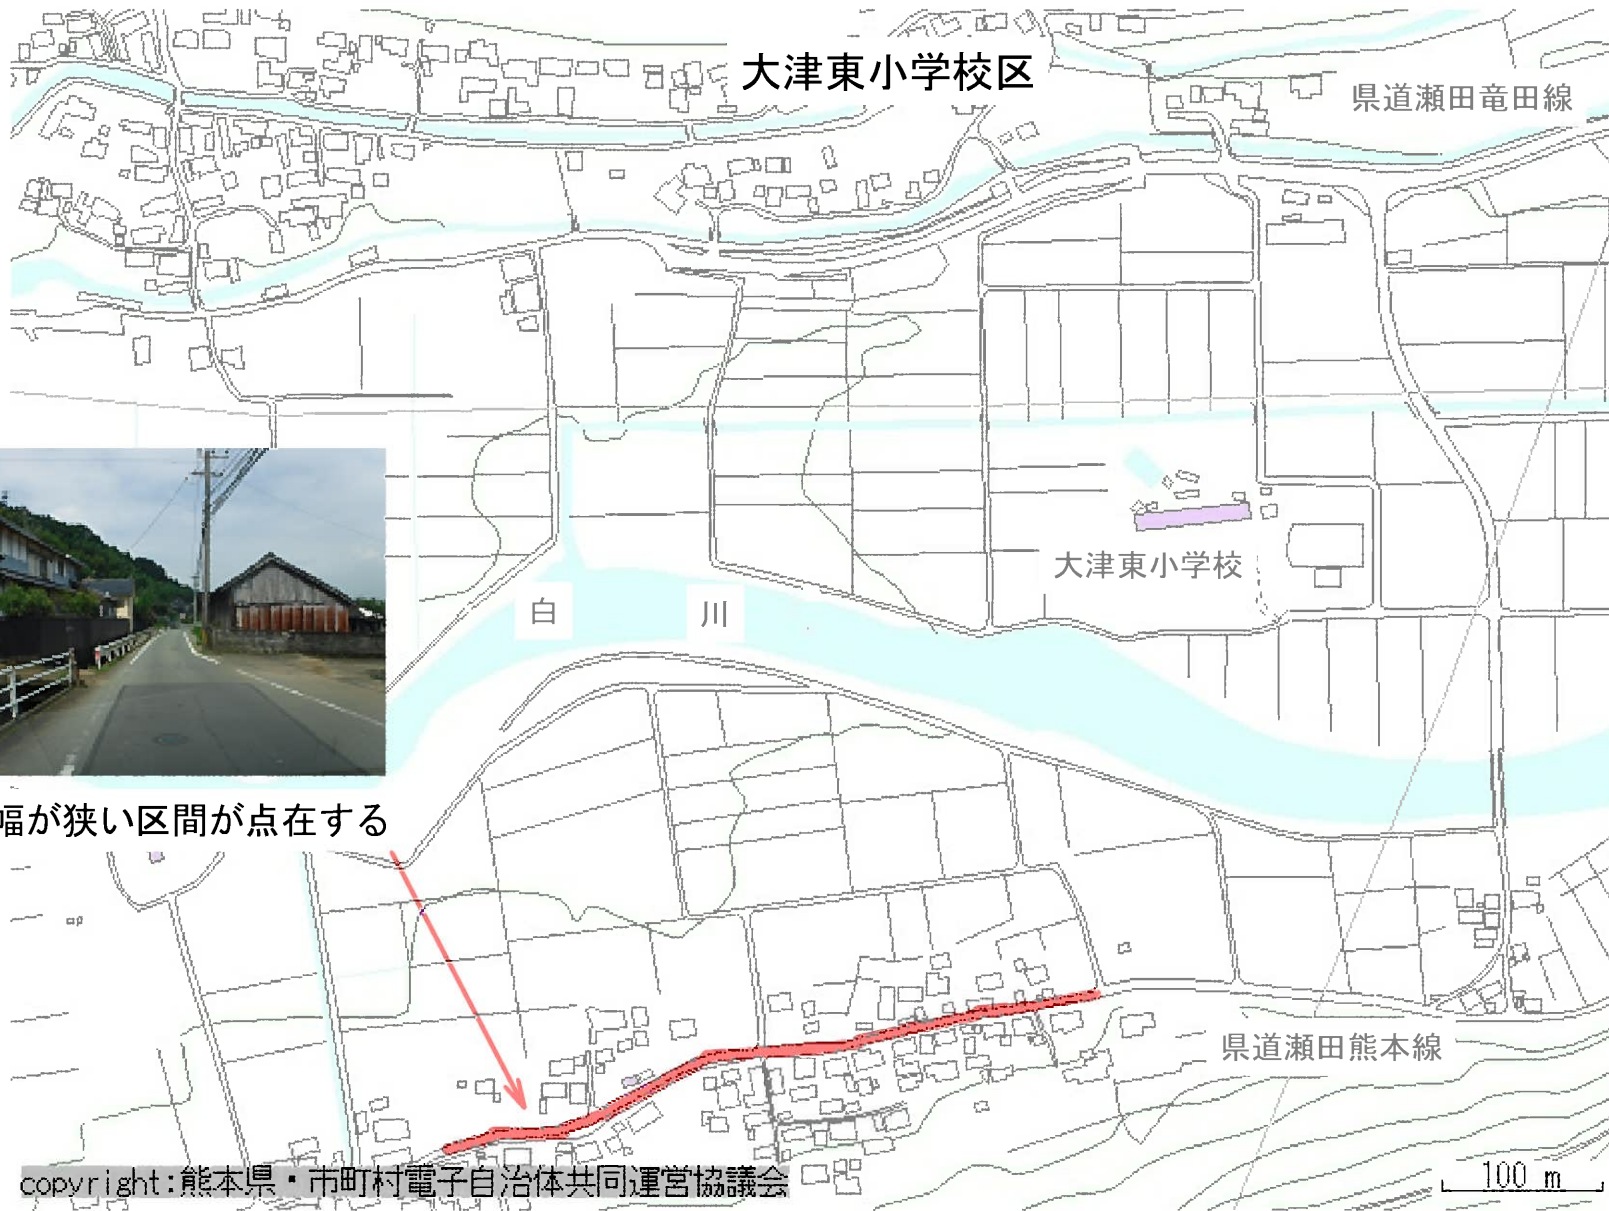 大津東小学校区
県道瀬田竜田線
大津東小学校
白 川
幅が狭い区間が点在する
県道瀬田熊本線
copyright:熊本県・市町村電子自治体共同運営協議会
100 m